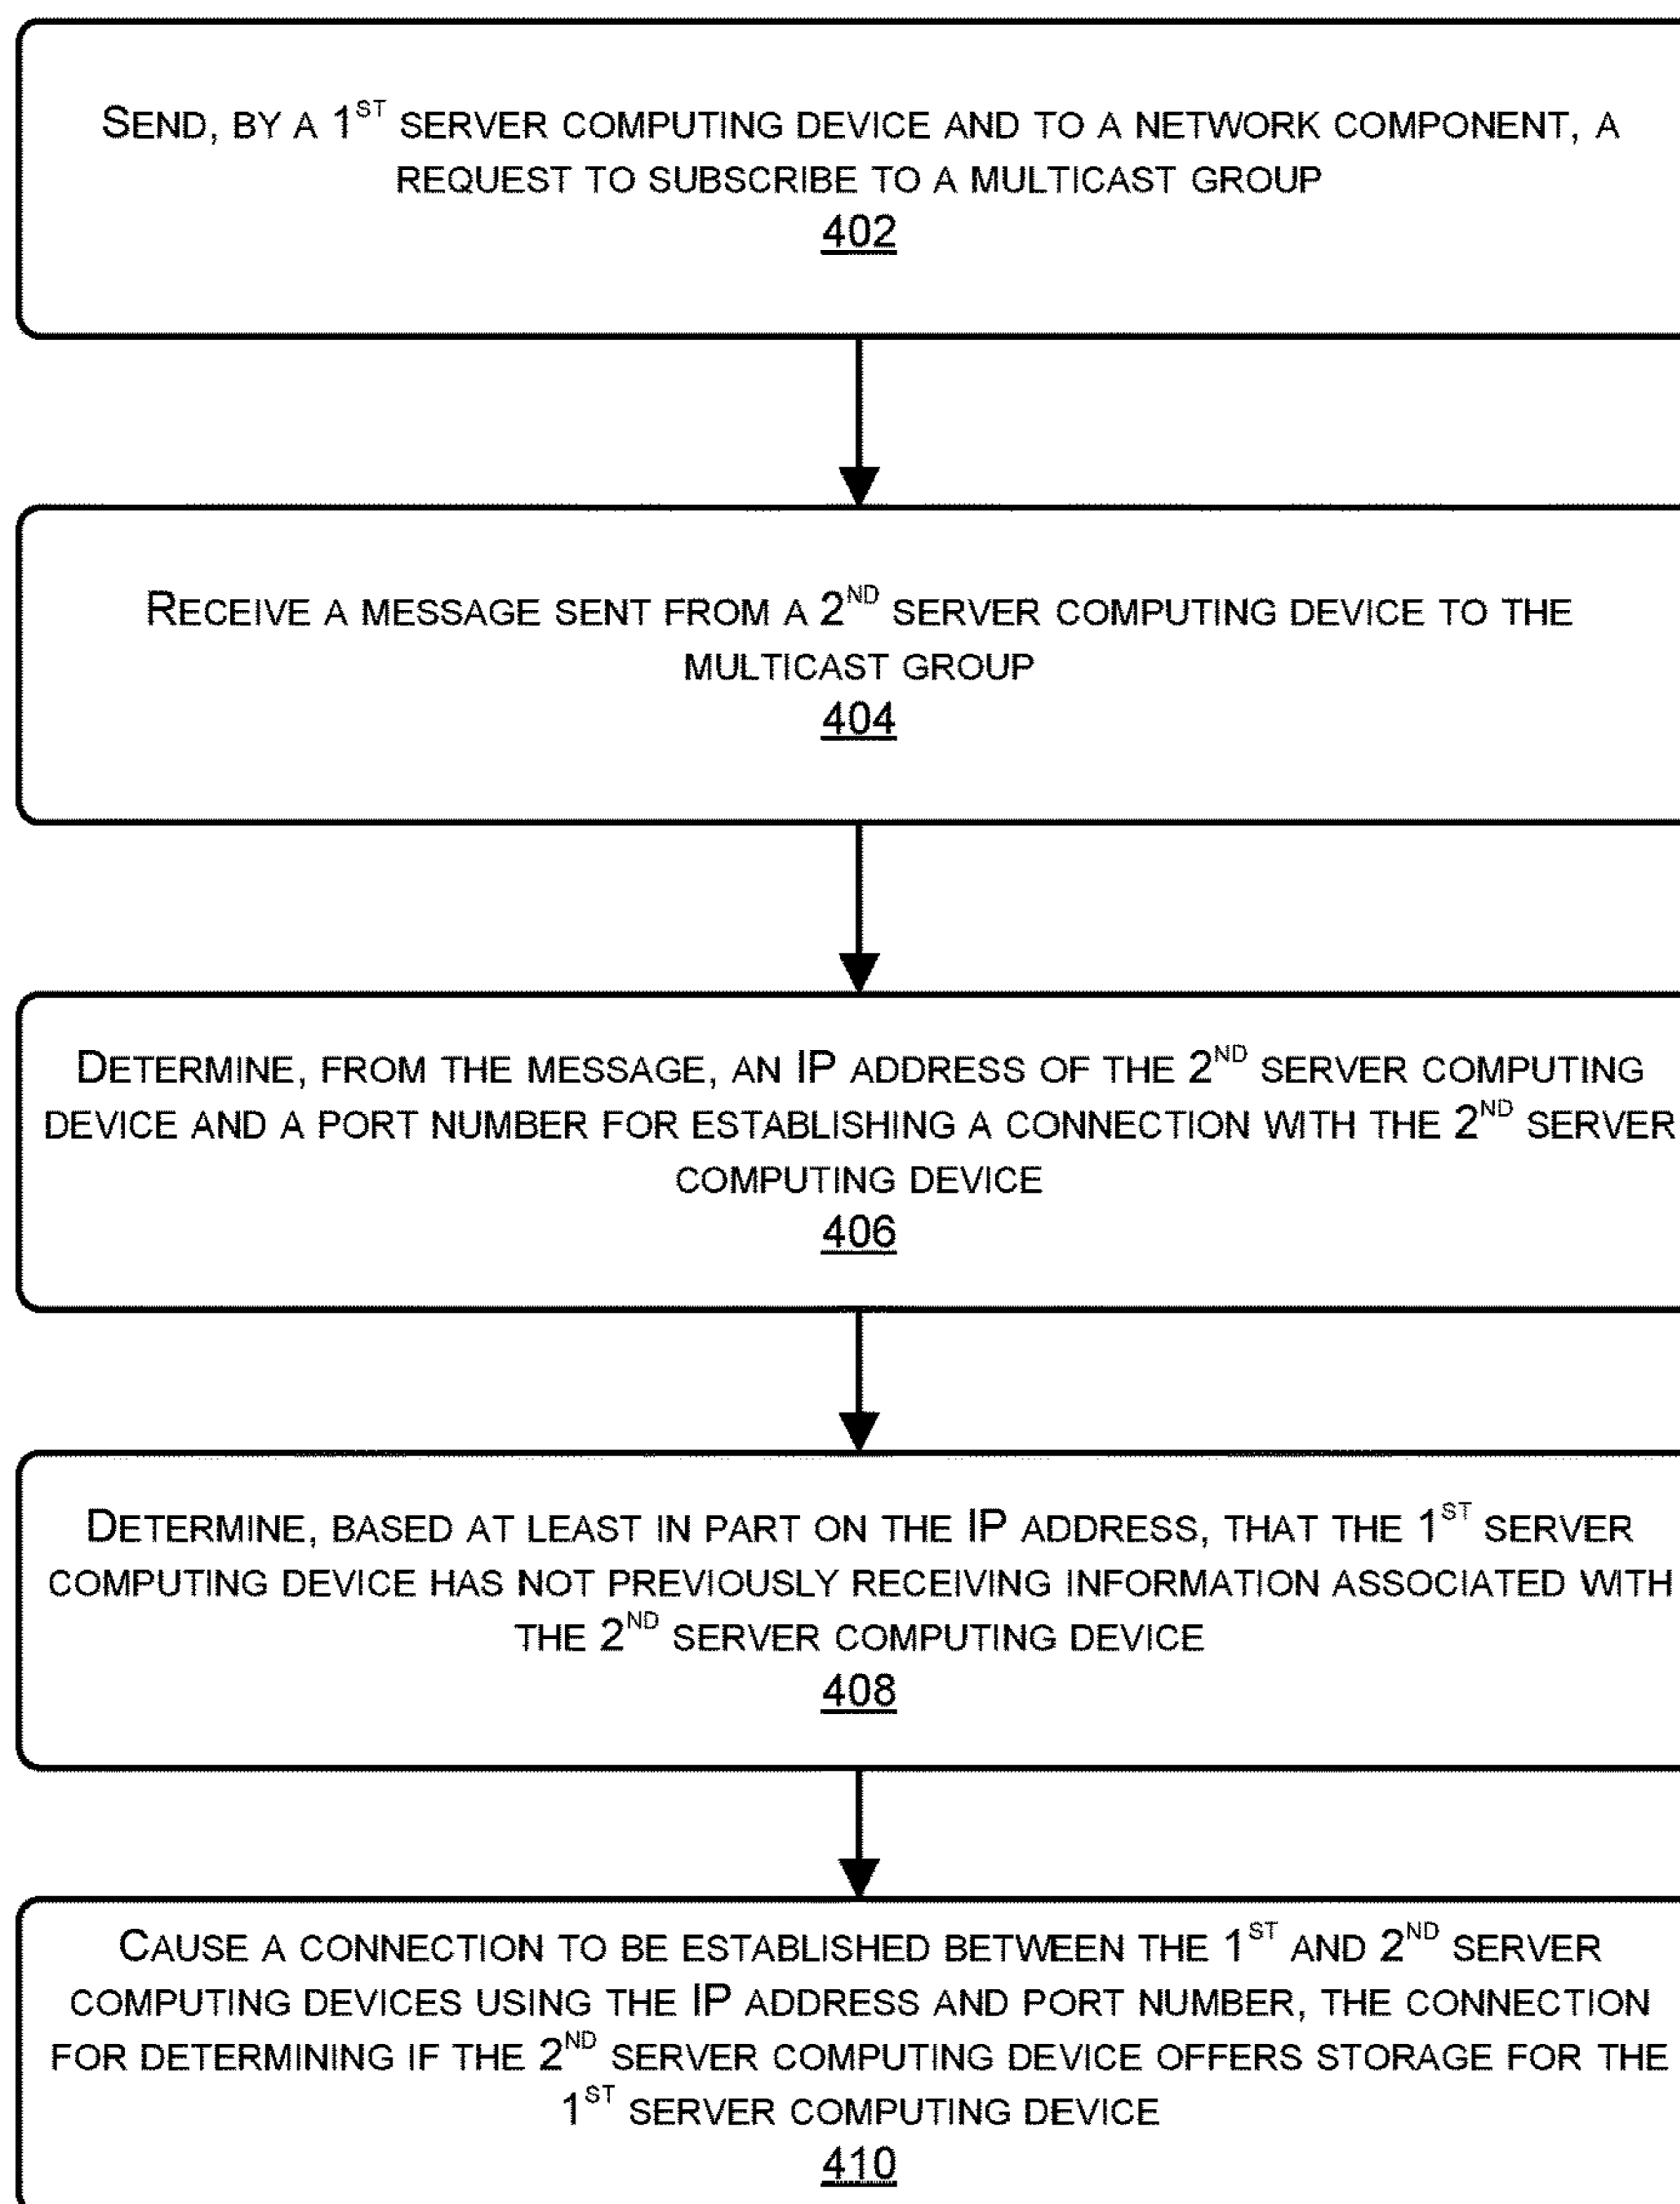 SEND, BY A 1ST SERVER COMPUTING DEVICE AND TO A NETWORK COMPONENT, A
REQUEST TO SUBSCRIBE TO A MULTICAST GROUP
402
RECEIVE A MESSAGE SENT FROM A 2ND SERVER COMPUTING DEVICE TO THE
MULTICAST GROUP
404
DETERMINE, FROM THE MESSAGE, AN IP ADDRESS OF THE 2ND SERVER COMPUTING
DEVICE AND A PORT NUMBER FOR ESTABLISHING A CONNECTION WITH THE 2ND SERVER
COMPUTING DEVICE
406
DETERMINE, BASED AT LEAST IN PART ON THE IP ADDRESS, THAT THE 1ST SERVER
COMPUTING DEVICE HAS NOT PREVIOUSLY RECEIVING INFORMATION ASSOCIATED WITH
THE 2ND SERVER COMPUTING DEVICE
408
CAUSE A CONNECTION TO BE ESTABLISHED BETWEEN THE 1ST AND 2ND SERVER
COMPUTING DEVICES USING THE IP ADDRESS AND PORT NUMBER, THE CONNECTION
FOR DETERMINING IF THE 2ND SERVER COMPUTING DEVICE OFFERS STORAGE FOR THE
1ST SERVER COMPUTING DEVICE
410